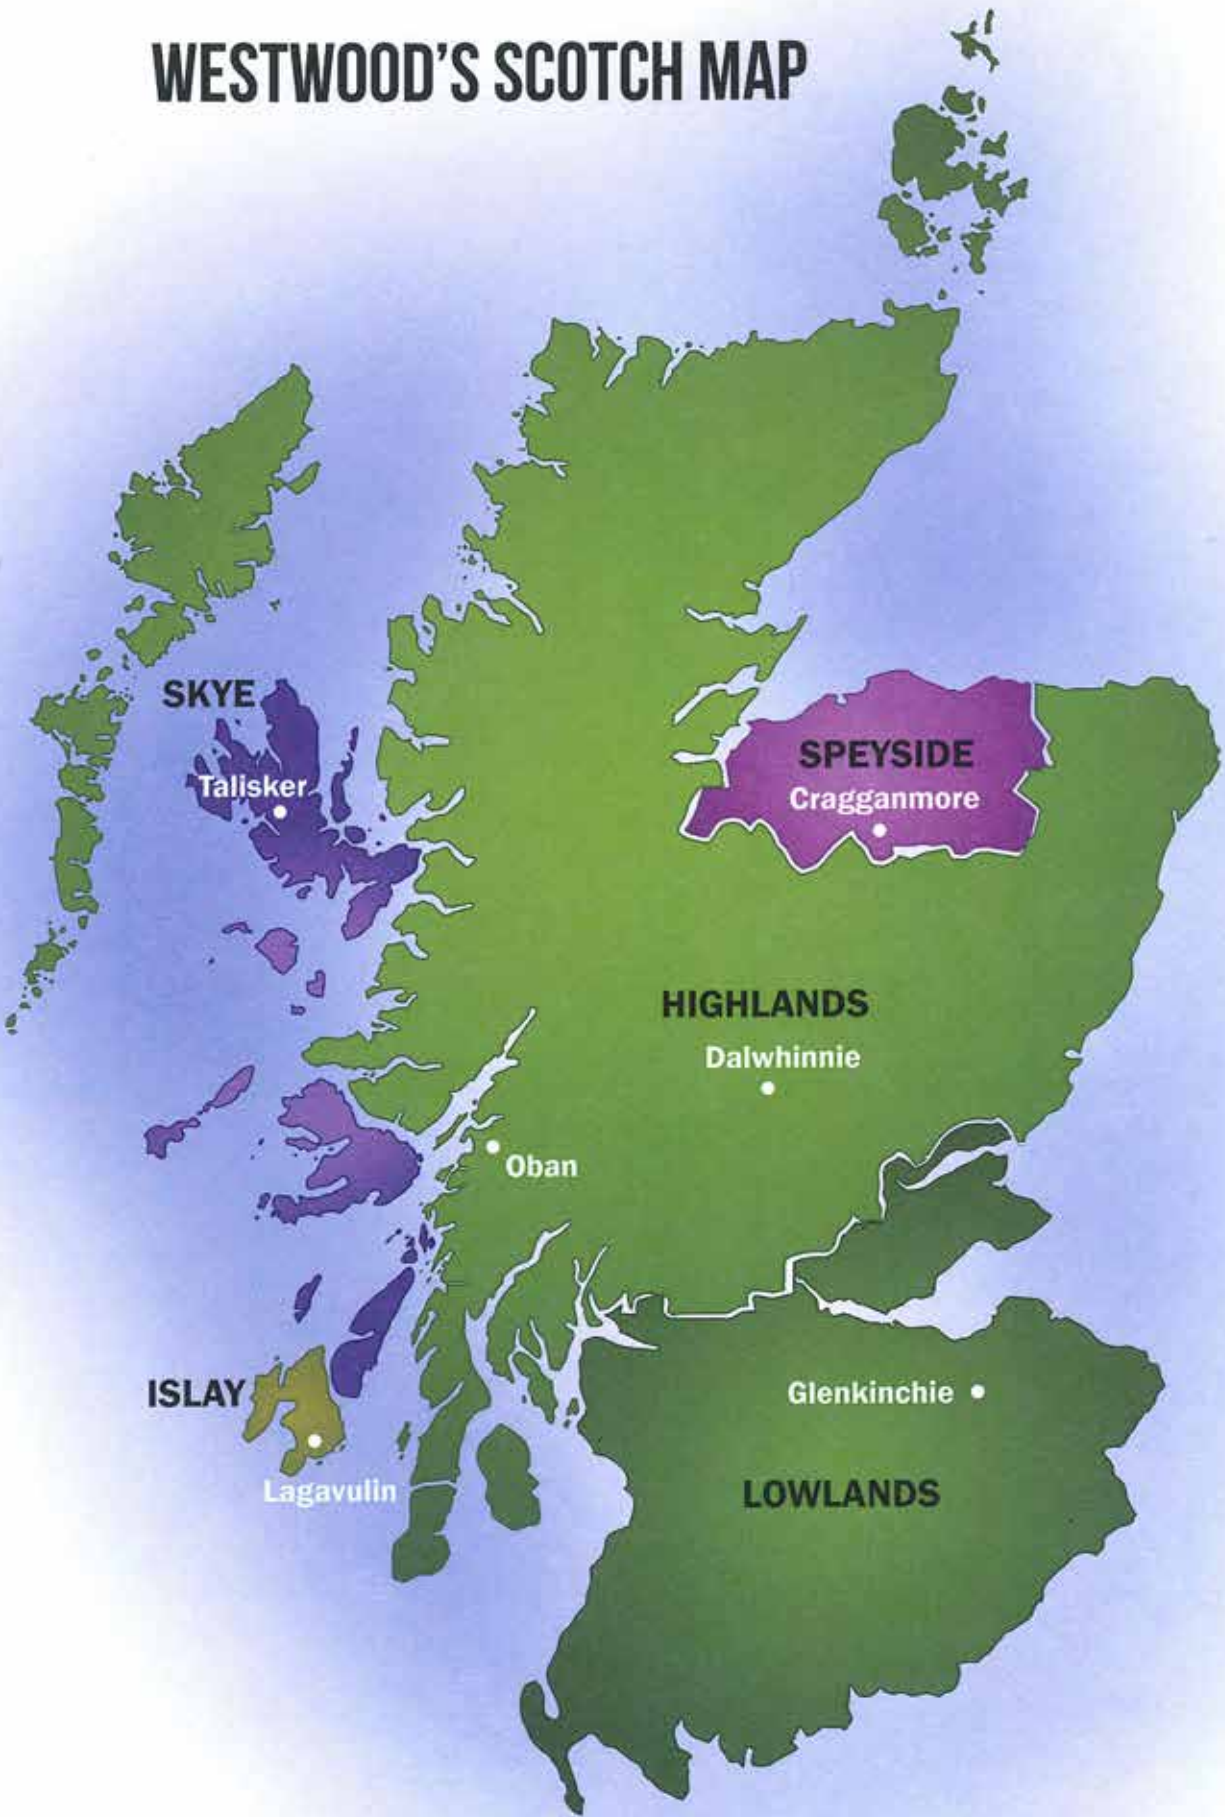 WESTWOOD'S SCOTCH MAP
SKYE
Talisker
SPEYSIDE
Cragganmore
HIGHLANDS
Dalwhinnie
Oban
ISLAY
Lagavulin
Glenkinchie
LOWLANDS